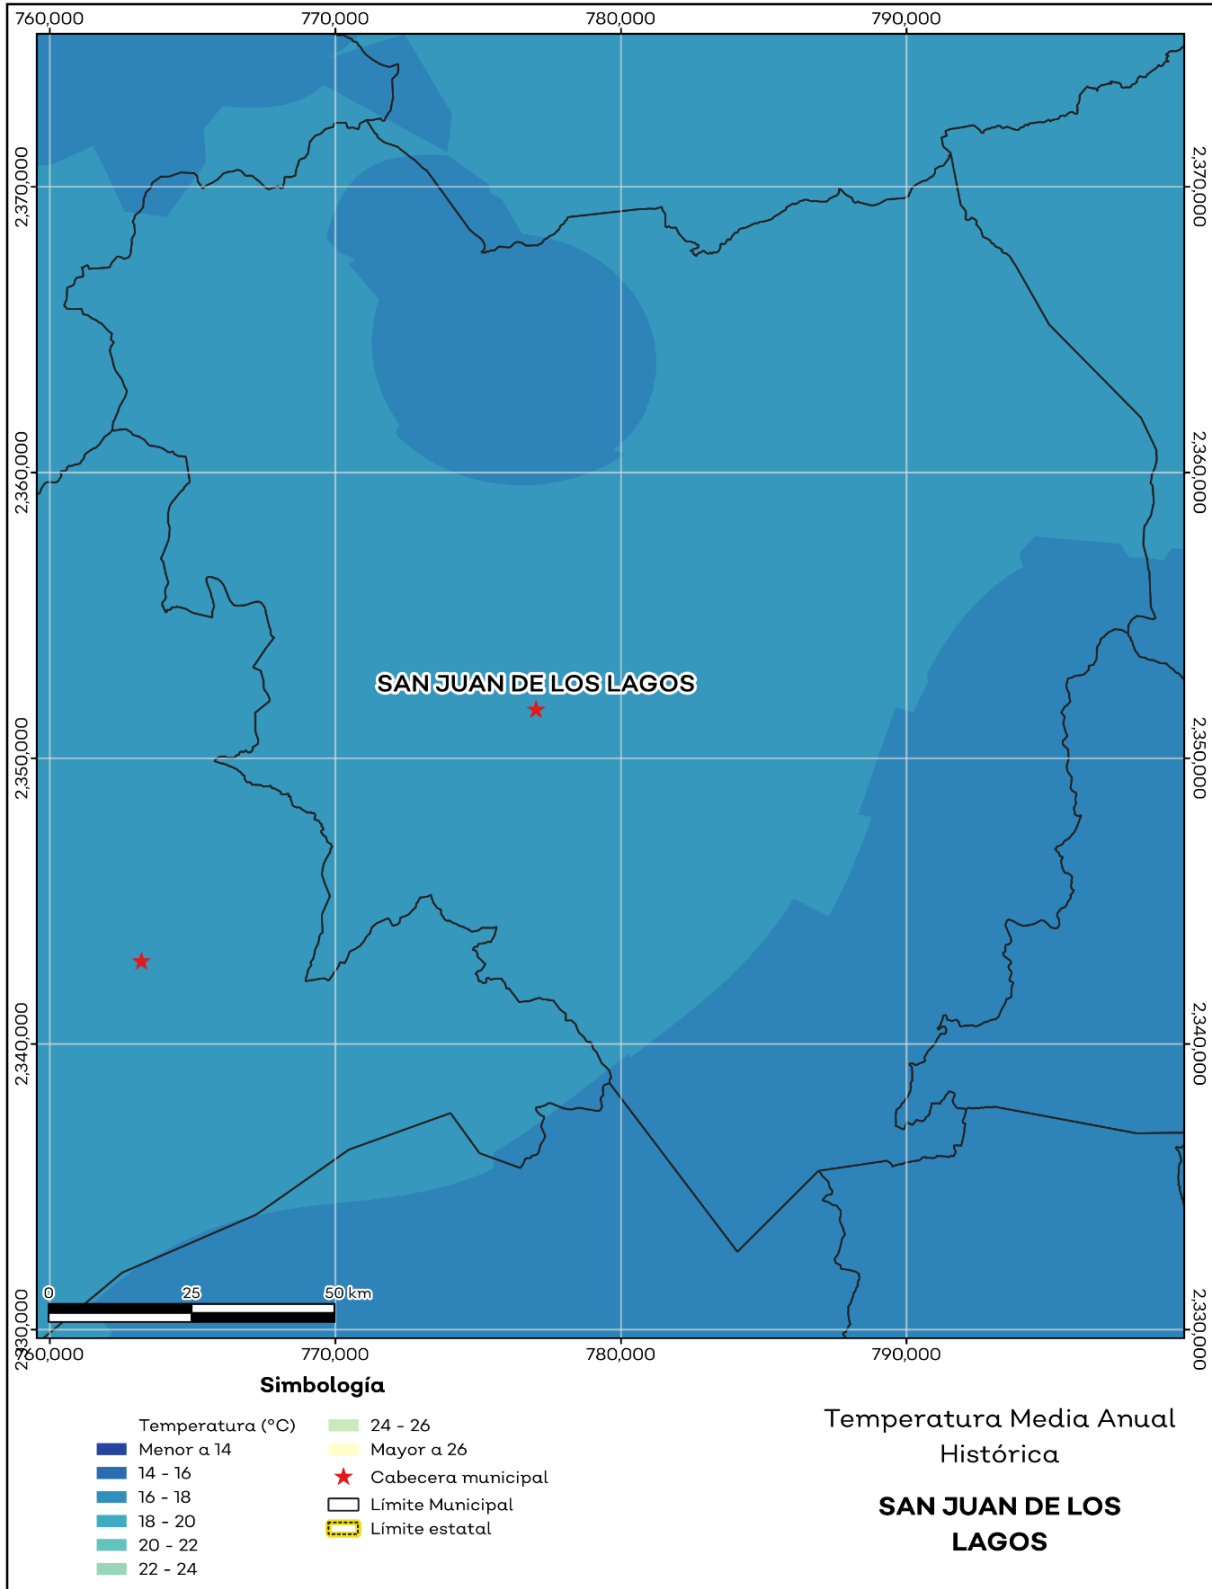 760,000
770,000
780,000
790,000
2,370,000
2,370,000
2,360,000
2,360,000
SAN JUAN DE LOS LAGOS
2,350,000
2,350,000
2,340,000
2,340,000
0 25 50 km
2,330,000
2,330,000
760,000
770,000
780,000
790,000
Simbología
Temperatura (°C)
Menor a 14
14 - 16
16 - 18
18 - 20
20 - 22
22 - 24
24 - 26
Mayor a 26
Cabecera municipal
Límite Municipal
Límite estatal
Temperatura Media Anual
Histórica
SAN JUAN DE LOS
LAGOS